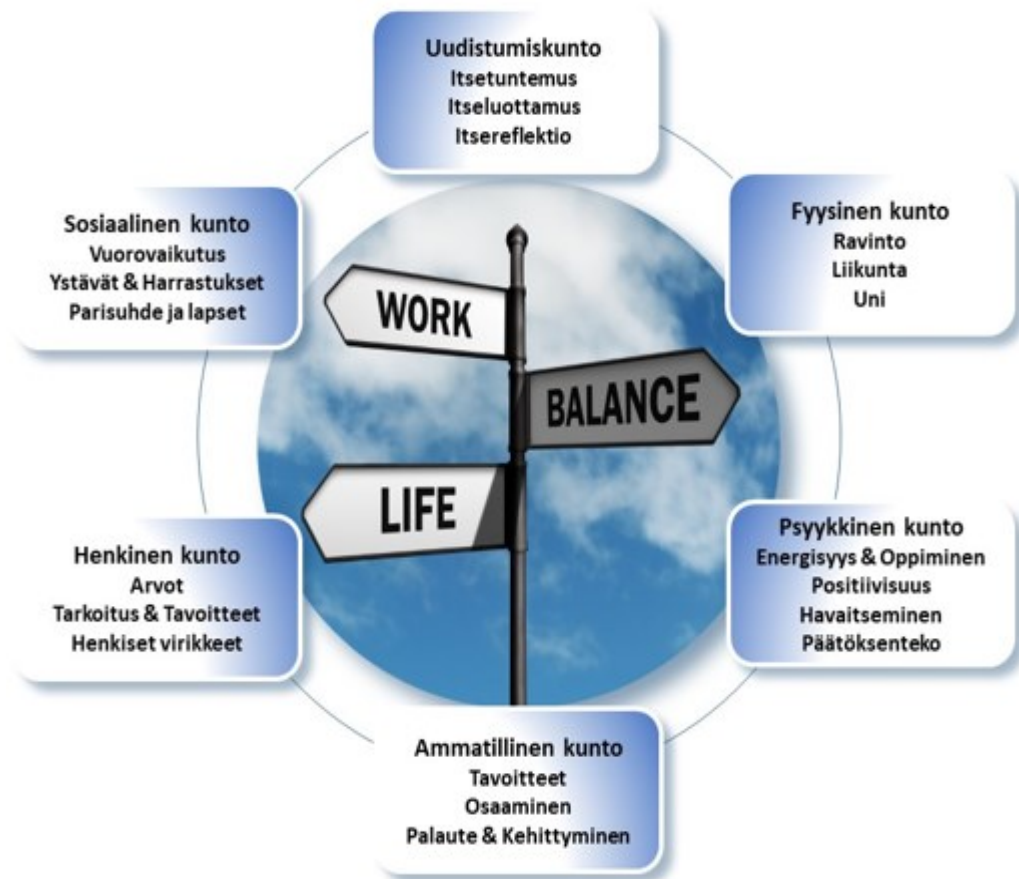 Uudistumiskunto
Itsetuntemus
Itseluottamus
Itsereflektio
Fyysinen kunto
Ravinto
Liikunta
Uni
Psyykkinen kunto
Energisyys & Oppiminen
Positiivisuus
Havaitseminen
Päätöksenteko
Ammatillinen kunto
Tavoitteet
Osaaminen
Palaute & Kehittyminen
Henkinen kunto
Arvot
Tarkoitus & Tavoitteet
Henkiset virikkeet
Sosiaalinen kunto
Vuorovaikutus
Ystävät & Harrastukset
Parisuhde ja lapset
WORK
BALANCE
LIFE